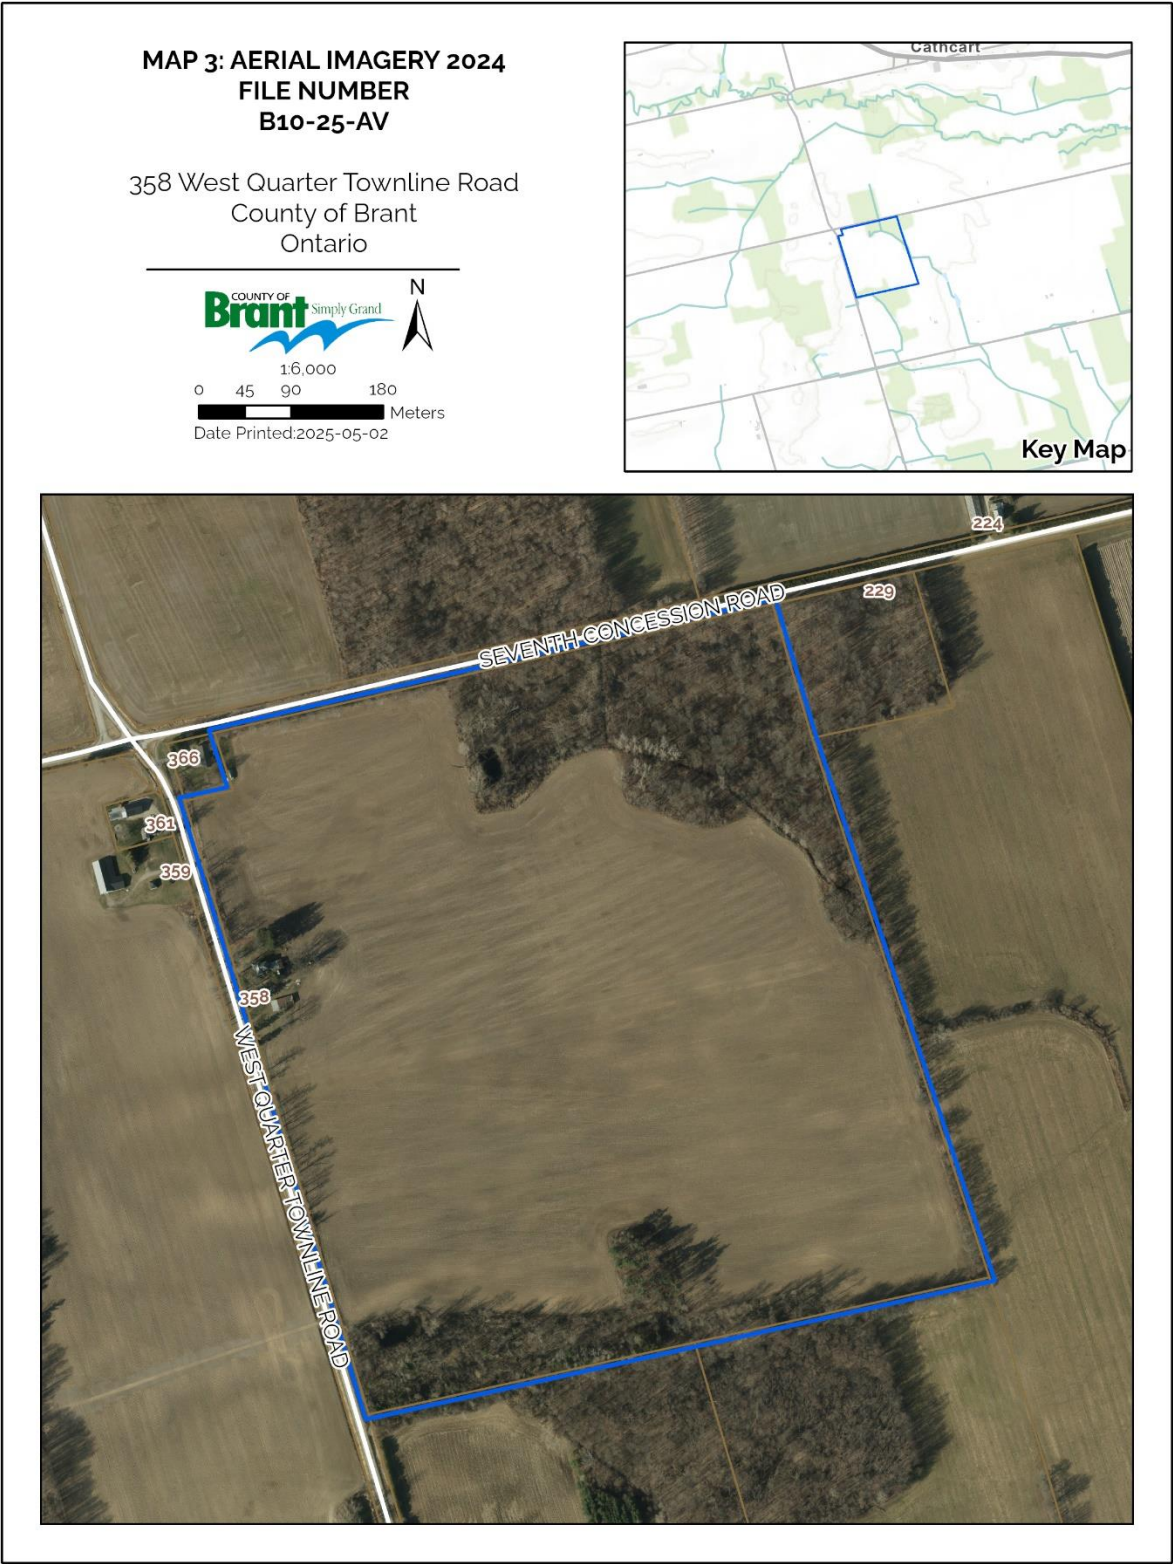 MAP 3: AERIAL IMAGERY 2024
FILE NUMBER
B10-25-AV
358 West Quarter Townline Road
County of Brant
Ontario
COUNTY OF
Brant Simply Grand
N
1:6,000
0 45 90 180
Meters
Date Printed:2025-05-02
Cathcart
Key Map
224
229
SEVENTH CONCESSION ROAD
366
361
359
358
WEST QUARTER TOWNLINE ROAD